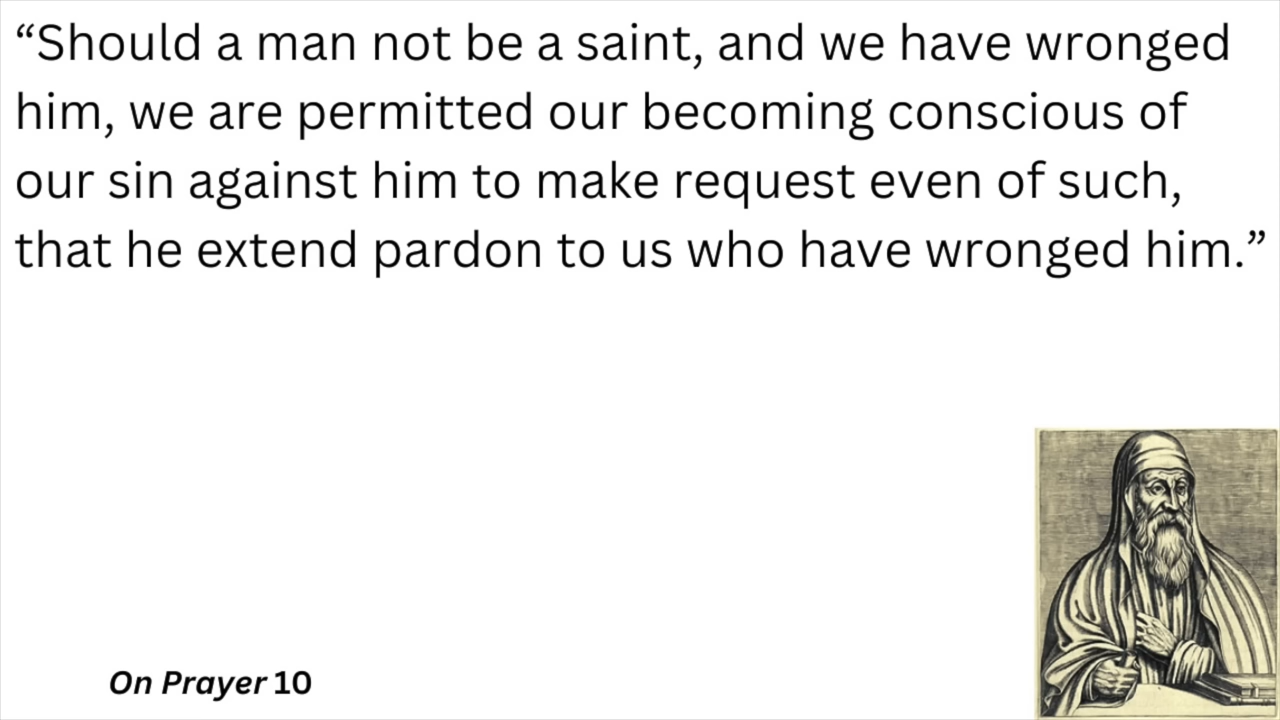 “Should a man not be a saint, and we have wronged
him, we are permitted our becoming conscious of
our sin against him to make request even of such,
that he extend pardon to us who have wronged him.”
On Prayer 10